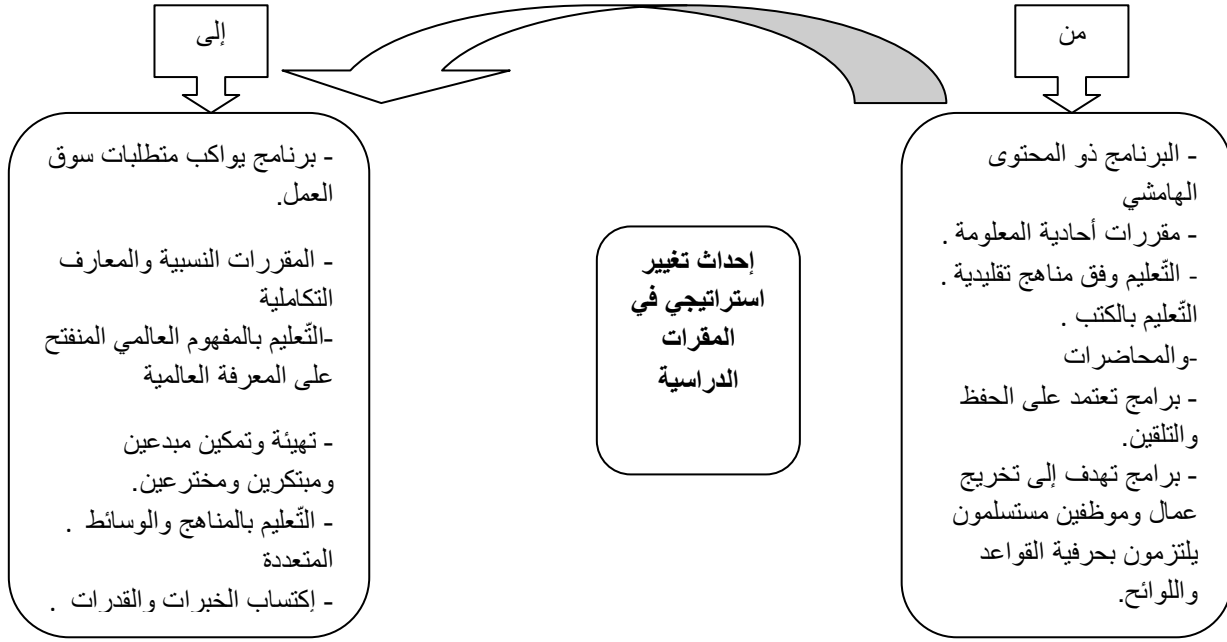 من
- البرنامج ذو المحتوى
الهامشي
- مقررات أحادية المعلومة .
- التّعليم وفق مناهج تقليدية .
التّعليم بالكتب .
-والمحاضرات
- برامج تعتمد على الحفظ
والتلقين.
- برامج تهدف إلى تخريج
عمال وموظفين مستسلمون
يلتزمون بحرفية القواعد
واللوائح.
إحداث تغيير
استراتيجي في
المقرات
الدراسية
إلى
- برنامج يواكب متطلبات سوق
العمل.
- المقررات النسبية والمعارف
التكاملية
-التّعليم بالمفهوم العالمي المنفتح
على المعرفة العالمية
- تهيئة وتمكين مبدعين
ومبتكرين ومخترعين.
- التّعليم بالمناهج والوسائط .
المتعددة
- إكتساب الخبرات والقدرات .